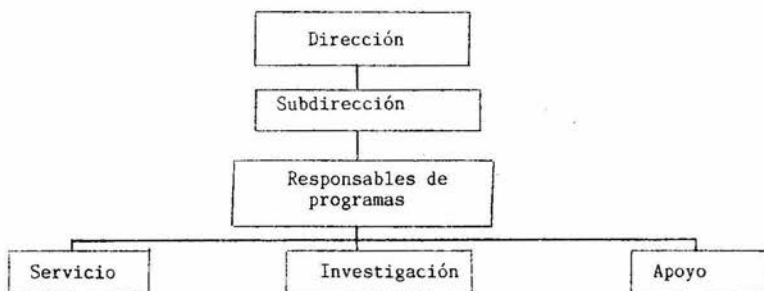 Dirección
Subdirección
Responsables de
programas
Servicio
Investigación
Apoyo